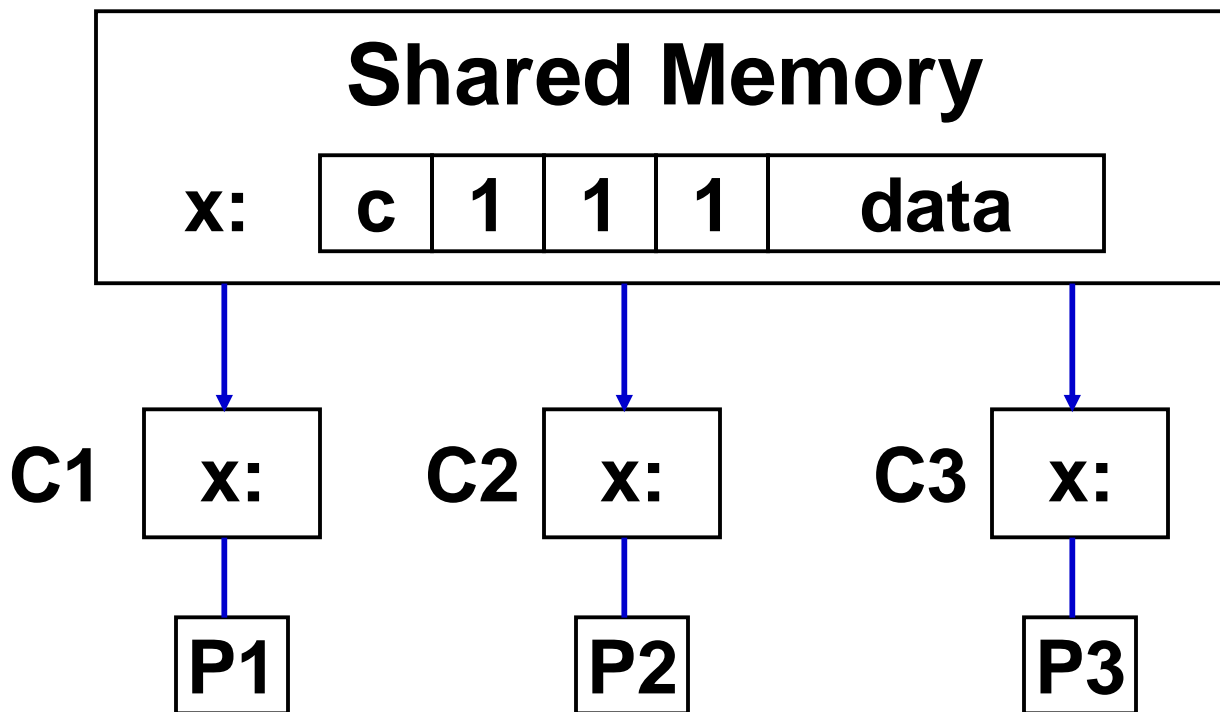 Shared Memory
x: c 1 1 1 data
C1 x: C2 x: C3 x:
P1 P2 P3